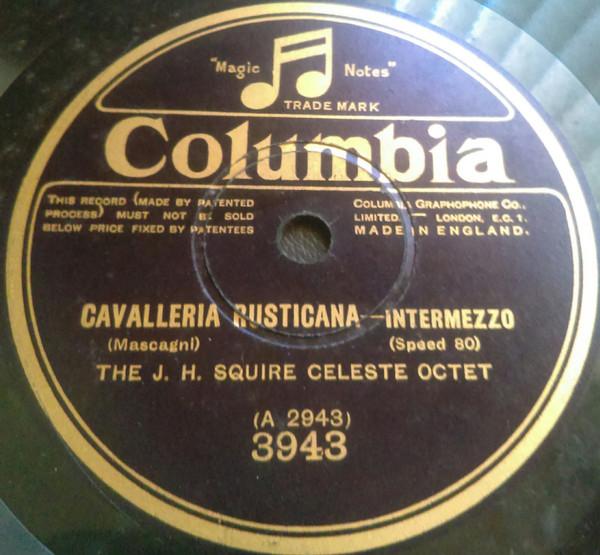 "Magic Notes"
TRADE MARK
Columbia
THIS RECORD (MADE BY PATENTED
PROCESS) MUST NOT BE SOLD
BELOW PRICE FIXED BY PATENTEES
COLUMBIA GRAPHOPHONE CO.,
LIMITED. — LONDON, E.C.1.
MADE IN ENGLAND.
CAVALLERIA RUSTICANA—INTERMEZZO
(Mascagni) (Speed 80)
THE J. H. SQUIRE CELESTE OCTET
(A 2943)
3943